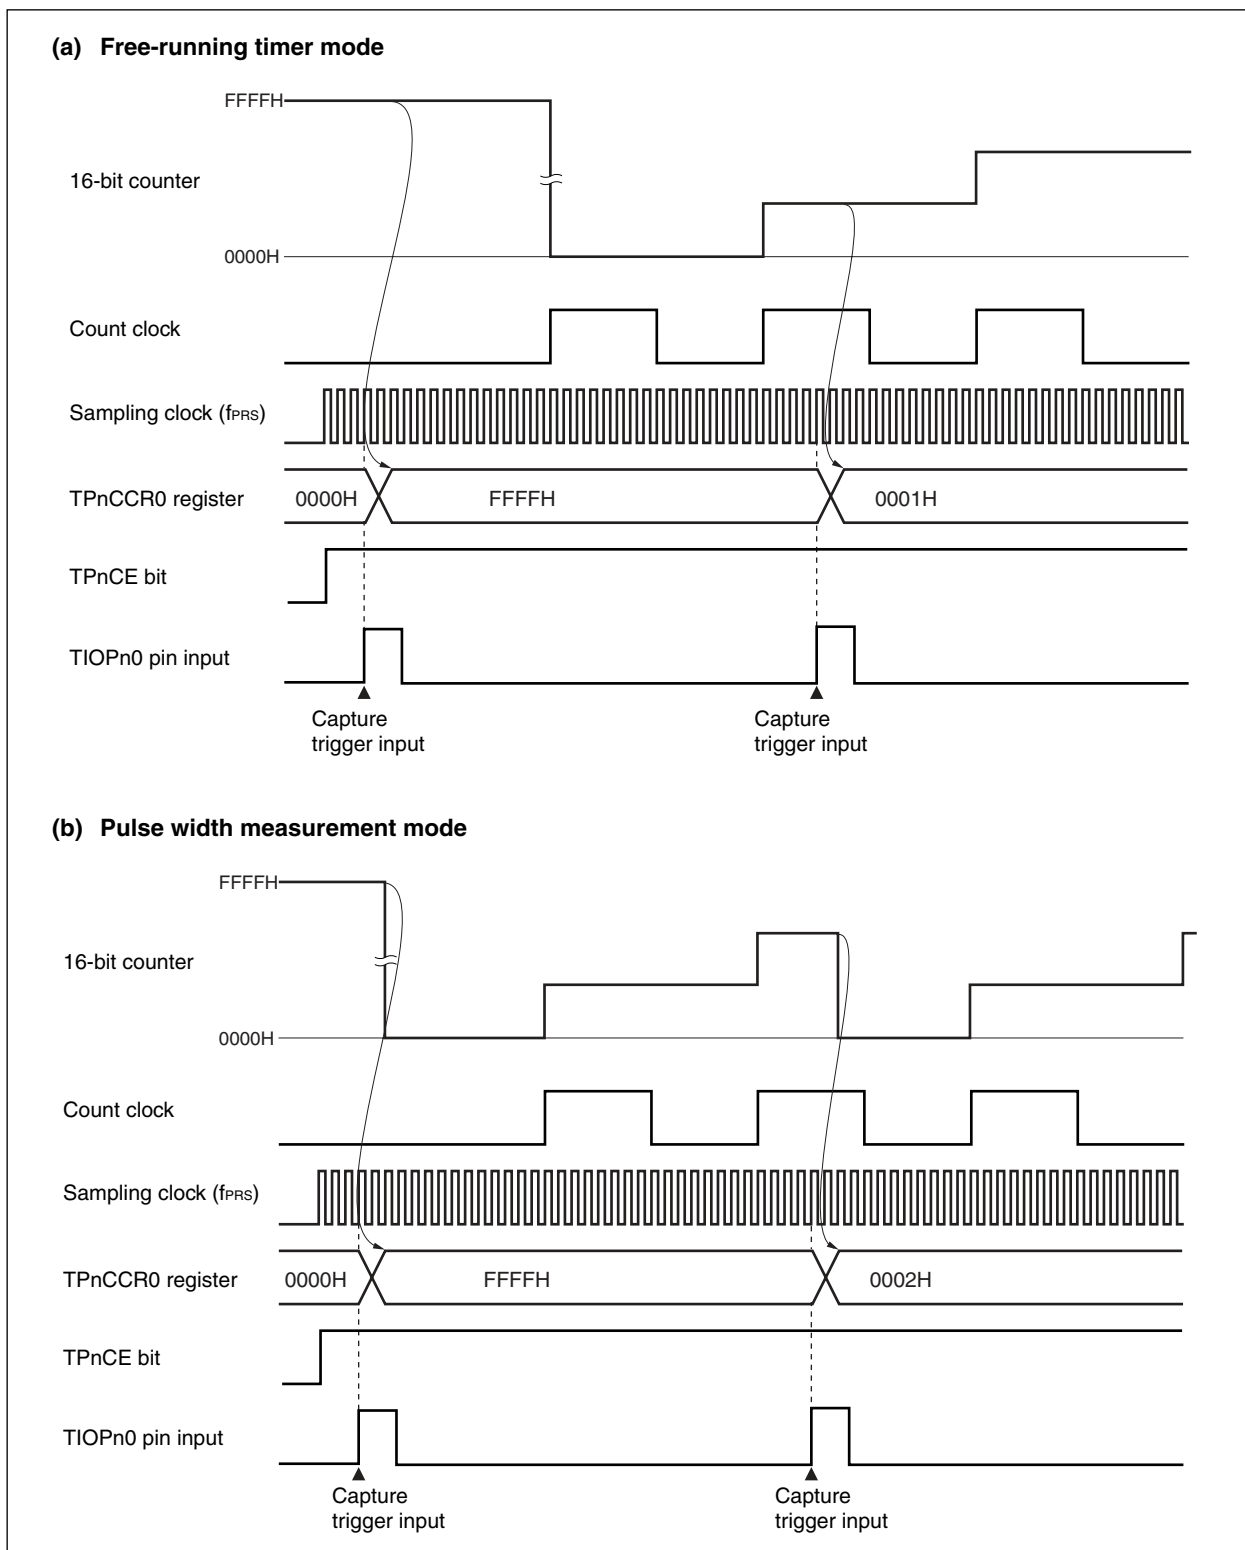 (a) Free-running timer mode
FFFFH
16-bit counter
0000H
Count clock
Sampling clock (fPRS)
TPnCCR0 register
0000H
FFFFH
0001H
TPnCE bit
TIOPn0 pin input
Capture
trigger input
Capture
trigger input
(b) Pulse width measurement mode
FFFFH
16-bit counter
0000H
Count clock
Sampling clock (fPRS)
TPnCCR0 register
0000H
FFFFH
0002H
TPnCE bit
TIOPn0 pin input
Capture
trigger input
Capture
trigger input